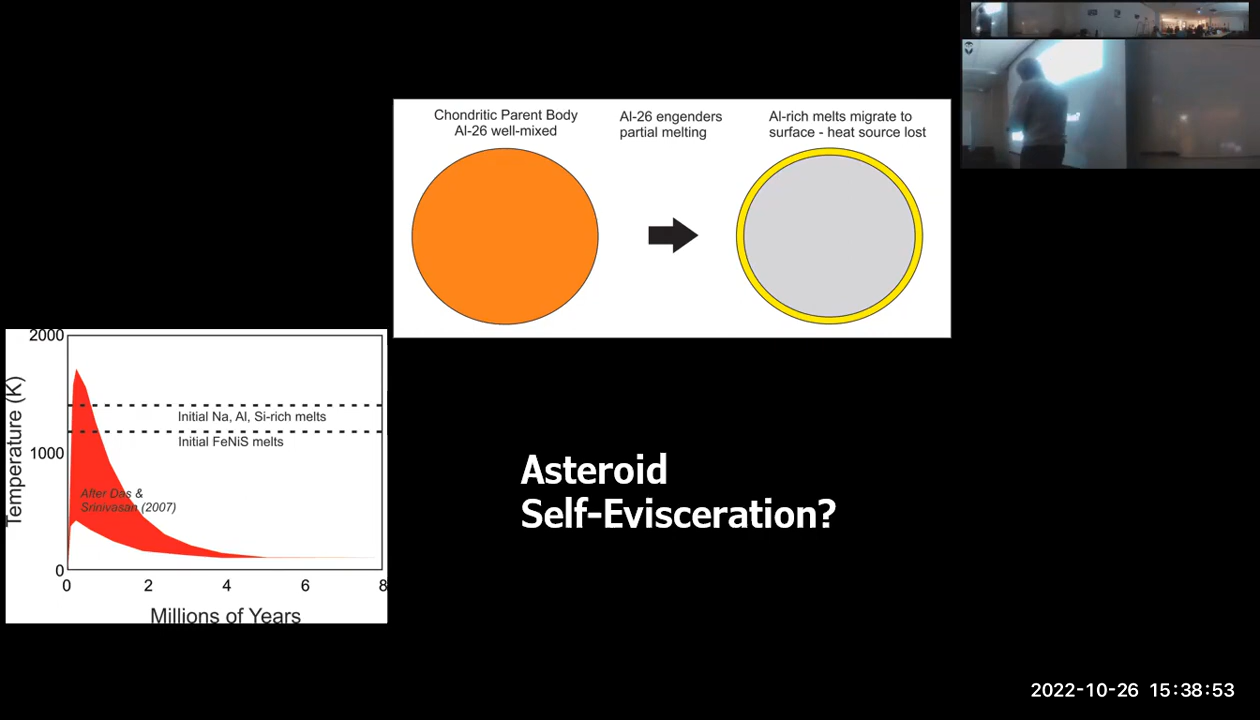 Chondritic Parent Body
Al-26 well-mixed
Al-26 engenders
partial melting
Al-rich melts migrate to
surface - heat source lost
2000
1000
0
Temperature (K)
Initial Na, Al, Si-rich melts
Initial FeNiS melts
After Das &
Srinivasan (2007)
0 2 4 6 8
Millions of Years
Asteroid
Self-Evisceration?
2022-10-26 15:38:53